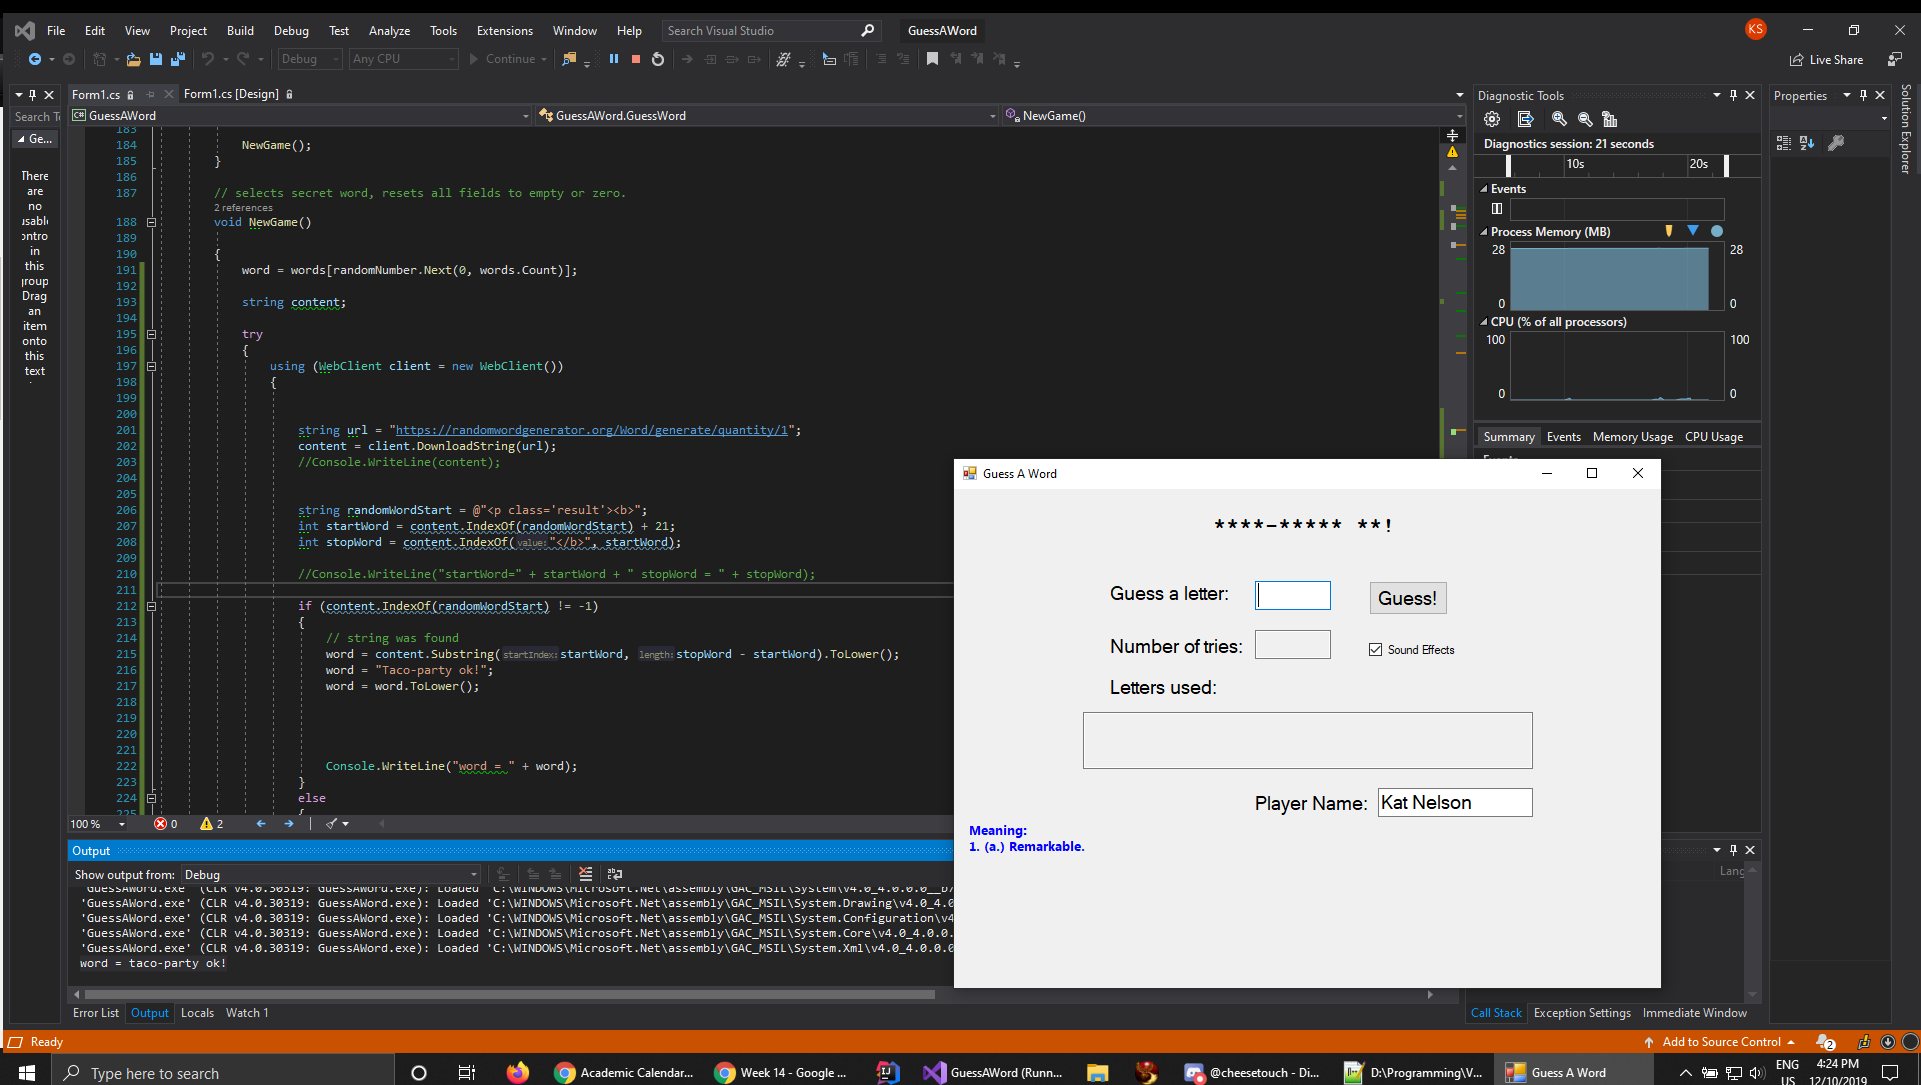 File Edit View Project Build Debug Test Analyze Tools Extensions Window Help Search Visual Studio GuessAWord KS
Debug Any CPU Continue Live Share
Form1.cs Form1.cs [Design]
Search
GuessAWord GuessAWord.GuessWord NewGame()
Ge...
There
are
no
in
this
group
Drag
an
item
onto
this
text
183
184 NewGame();
185 }
186
187 // selects secret word, resets all fields to empty or zero.
2 references
188 void NewGame()
189
190 {
191 word = words[randomNumber.Next(0, words.Count)];
192
193 string content;
194
195 try
196 {
197 using (WebClient client = new WebClient())
198 {
199
200
201 string url = "https://randomwordgenerator.org/Word/generate/quantity/1";
202 content = client.DownloadString(url);
203 //Console.WriteLine(content);
204
205
206 string randomWordStart = @"<p class='result'><b>";
207 int startWord = content.IndexOf(randomWordStart) + 21;
208 int stopWord = content.IndexOf(value:"</b>", startWord);
209
210 //Console.WriteLine("startWord=" + startWord + " stopWord = " + stopWord);
211
212 if (content.IndexOf(randomWordStart) != -1)
213 {
214 // string was found
215 word = content.Substring(startIndex:startWord, length:stopWord - startWord).ToLower();
216 word = "Taco-party ok!";
217 word = word.ToLower();
218
219
220
221
222 Console.WriteLine("word = " + word);
223 }
224 else
225 {
100 % 0 2
Output
Show output from: Debug
'GuessAWord.exe' (CLR v4.0.30319: GuessAWord.exe): Loaded 'C:\WINDOWS\Microsoft.Net\assembly\GAC_MSIL\System\v4.0_4.0.0.0__b7
'GuessAWord.exe' (CLR v4.0.30319: GuessAWord.exe): Loaded 'C:\WINDOWS\Microsoft.Net\assembly\GAC_MSIL\System.Drawing\v4.0_4.0
'GuessAWord.exe' (CLR v4.0.30319: GuessAWord.exe): Loaded 'C:\WINDOWS\Microsoft.Net\assembly\GAC_MSIL\System.Configuration\v4
'GuessAWord.exe' (CLR v4.0.30319: GuessAWord.exe): Loaded 'C:\WINDOWS\Microsoft.Net\assembly\GAC_MSIL\System.Core\v4.0_4.0.0.
'GuessAWord.exe' (CLR v4.0.30319: GuessAWord.exe): Loaded 'C:\WINDOWS\Microsoft.Net\assembly\GAC_MSIL\System.Xml\v4.0_4.0.0.0
word = taco-party ok!
Error List Output Locals Watch 1
Diagnostic Tools
Diagnostics session: 21 seconds
10s 20s
Events
Process Memory (MB)
28 28
0 0
CPU (% of all processors)
100 100
0 0
Summary Events Memory Usage CPU Usage
Events
Properties
Solution Explorer
Guess A Word
****-***** **!
Guess a letter: Guess!
Number of tries: Sound Effects
Letters used:
Player Name: Kat Nelson
Meaning:
1. (a.) Remarkable.
Lang
Call Stack Exception Settings Immediate Window
Ready Add to Source Control 2
Type here to search Academic Calendar... Week 14 - Google ... GuessAWord (Runn... @cheesetouch - Di... D:\Programming\V... Guess A Word ENG 4:24 PM
US 12/10/2019